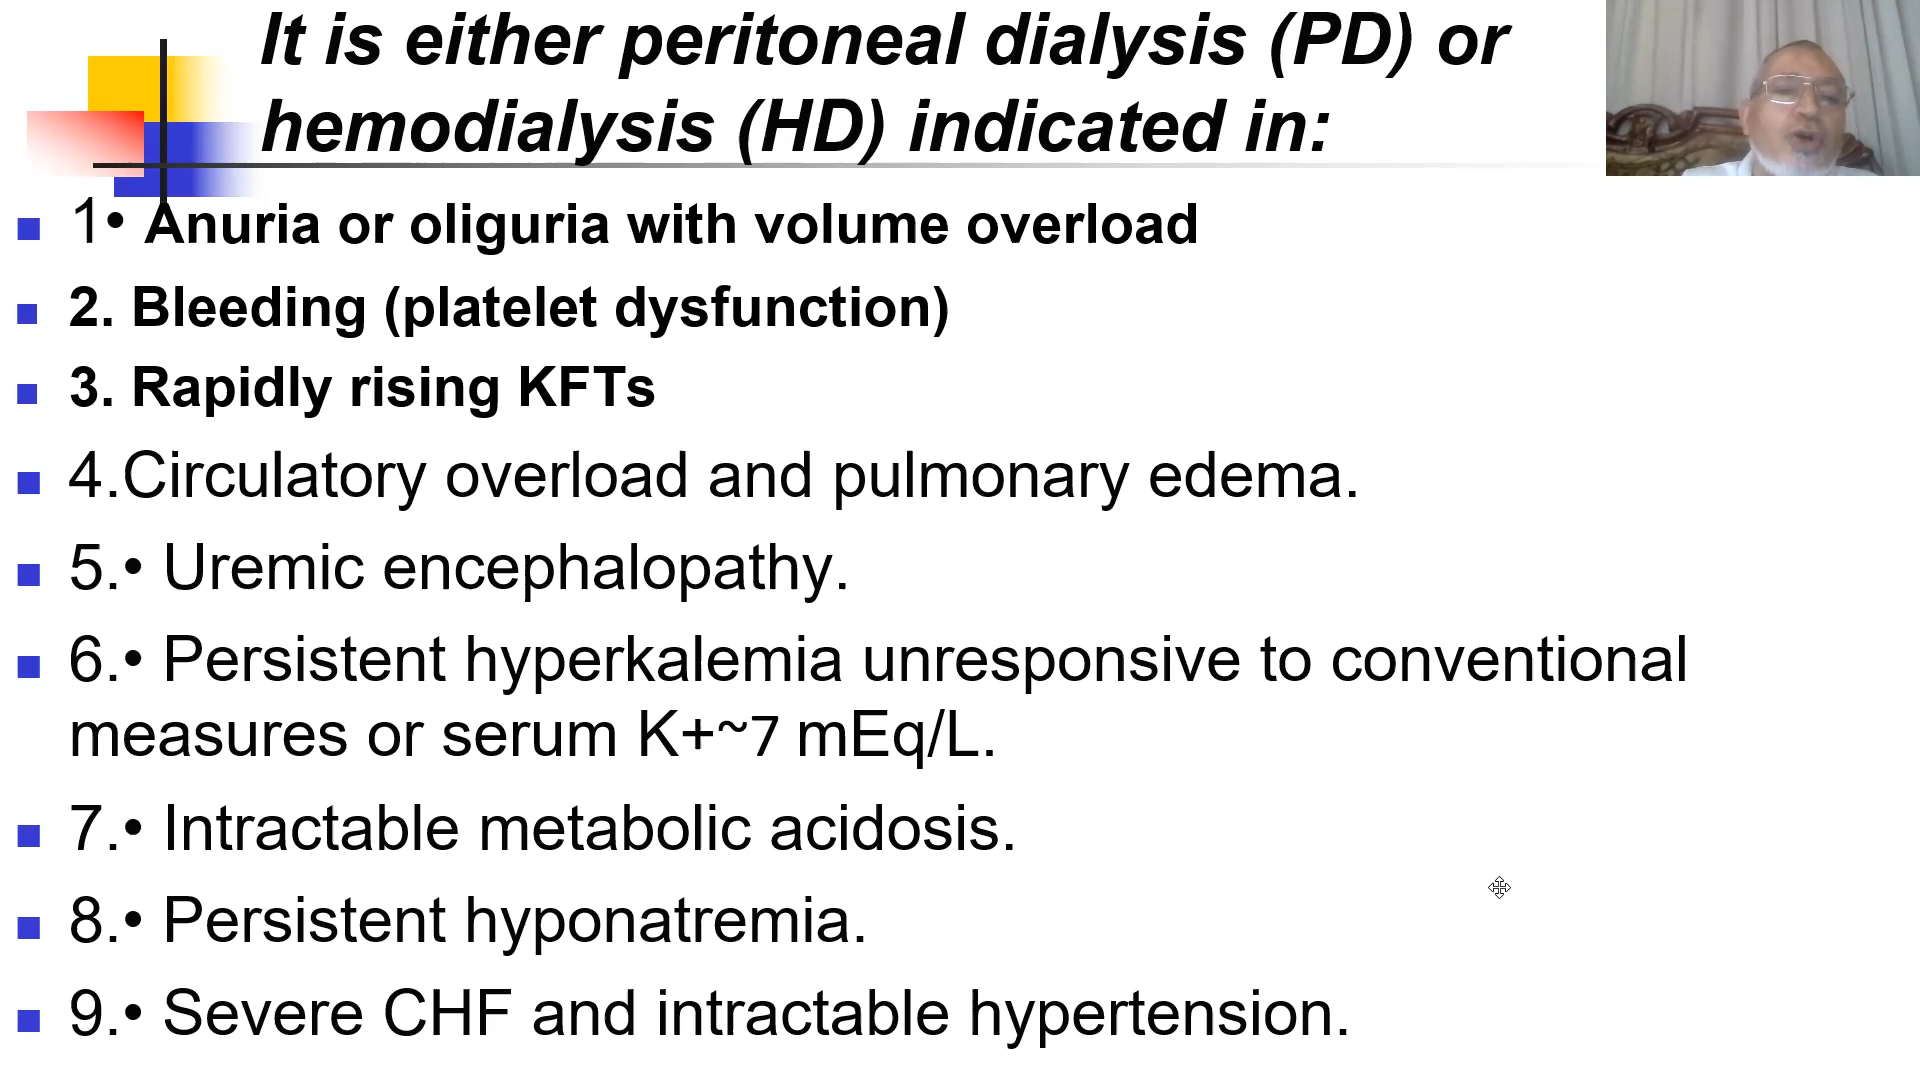 It is either peritoneal dialysis (PD) or
hemodialysis (HD) indicated in:
1• Anuria or oliguria with volume overload
2. Bleeding (platelet dysfunction)
3. Rapidly rising KFTs
4.Circulatory overload and pulmonary edema.
5.• Uremic encephalopathy.
6.• Persistent hyperkalemia unresponsive to conventional
measures or serum K+~7 mEq/L.
7.• Intractable metabolic acidosis.
8.• Persistent hyponatremia.
9.• Severe CHF and intractable hypertension.